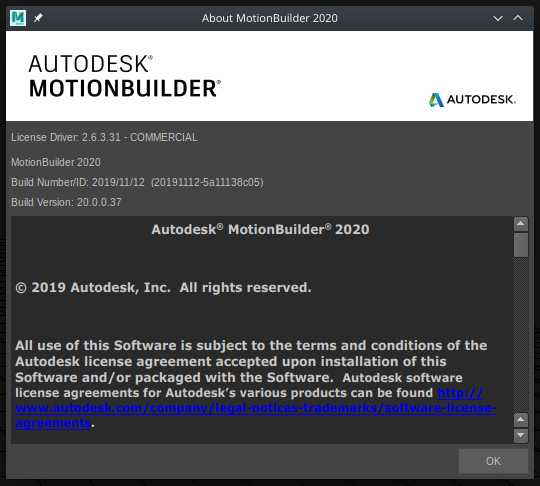 About MotionBuilder 2020
AUTODESK®
MOTIONBUILDER®
AUTODESK.
License Driver: 2.6.3.31 - COMMERCIAL
MotionBuilder 2020
Build Number/ID: 2019/11/12  (20191112-5a11138c05)
Build Version: 20.0.0.37
Autodesk® MotionBuilder® 2020
© 2019 Autodesk, Inc.  All rights reserved.
All use of this Software is subject to the terms and conditions of the
Autodesk license agreement accepted upon installation of this
Software and/or packaged with the Software.  Autodesk software
license agreements for Autodesk's various products can be found http://
www.autodesk.com/company/legal-notices-trademarks/software-license-
agreements.
OK